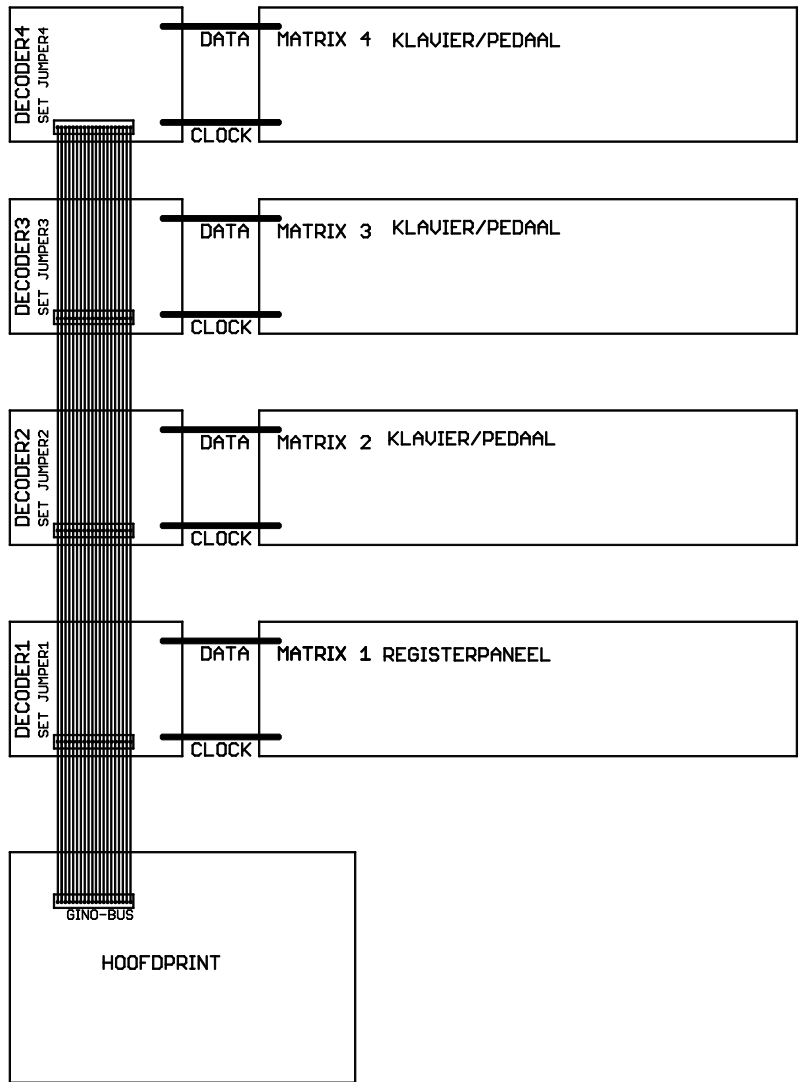 DECODER4
SET JUMPER4
DATA
MATRIX 4 KLAVIER/PEDAAL
CLOCK
DECODER3
SET JUMPER3
DATA
MATRIX 3 KLAVIER/PEDAAL
CLOCK
DECODER2
SET JUMPER2
DATA
MATRIX 2 KLAVIER/PEDAAL
CLOCK
DECODER1
SET JUMPER1
DATA
MATRIX 1 REGISTERPANEEL
CLOCK
GINO-BUS
HOOFDPRINT